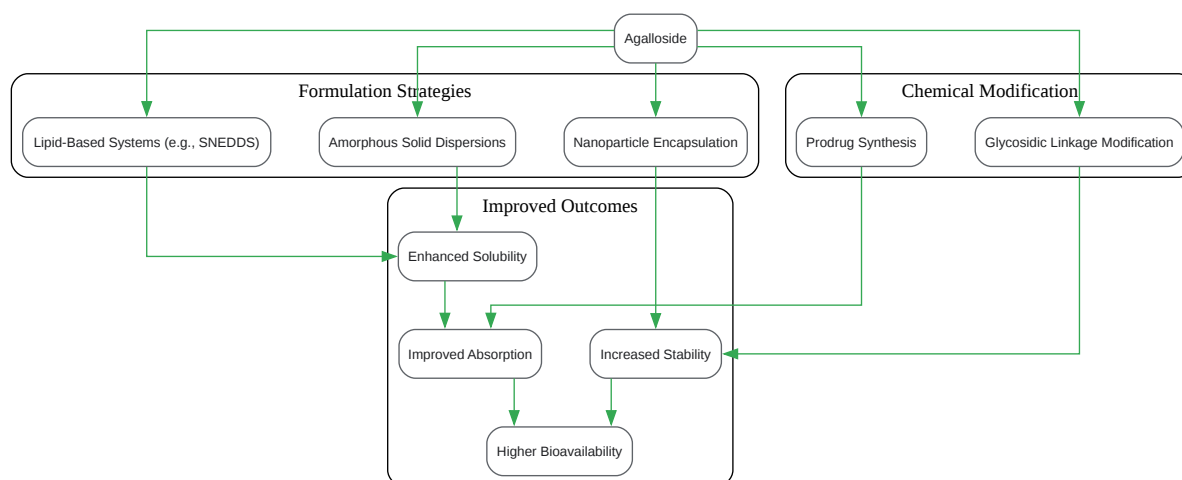 Agalloside
Formulation Strategies
Chemical Modification
Lipid-Based Systems (e.g., SNEDDS)
Amorphous Solid Dispersions
Nanoparticle Encapsulation
Prodrug Synthesis
Glycosidic Linkage Modification
Improved Outcomes
Enhanced Solubility
Improved Absorption
Increased Stability
Higher Bioavailability